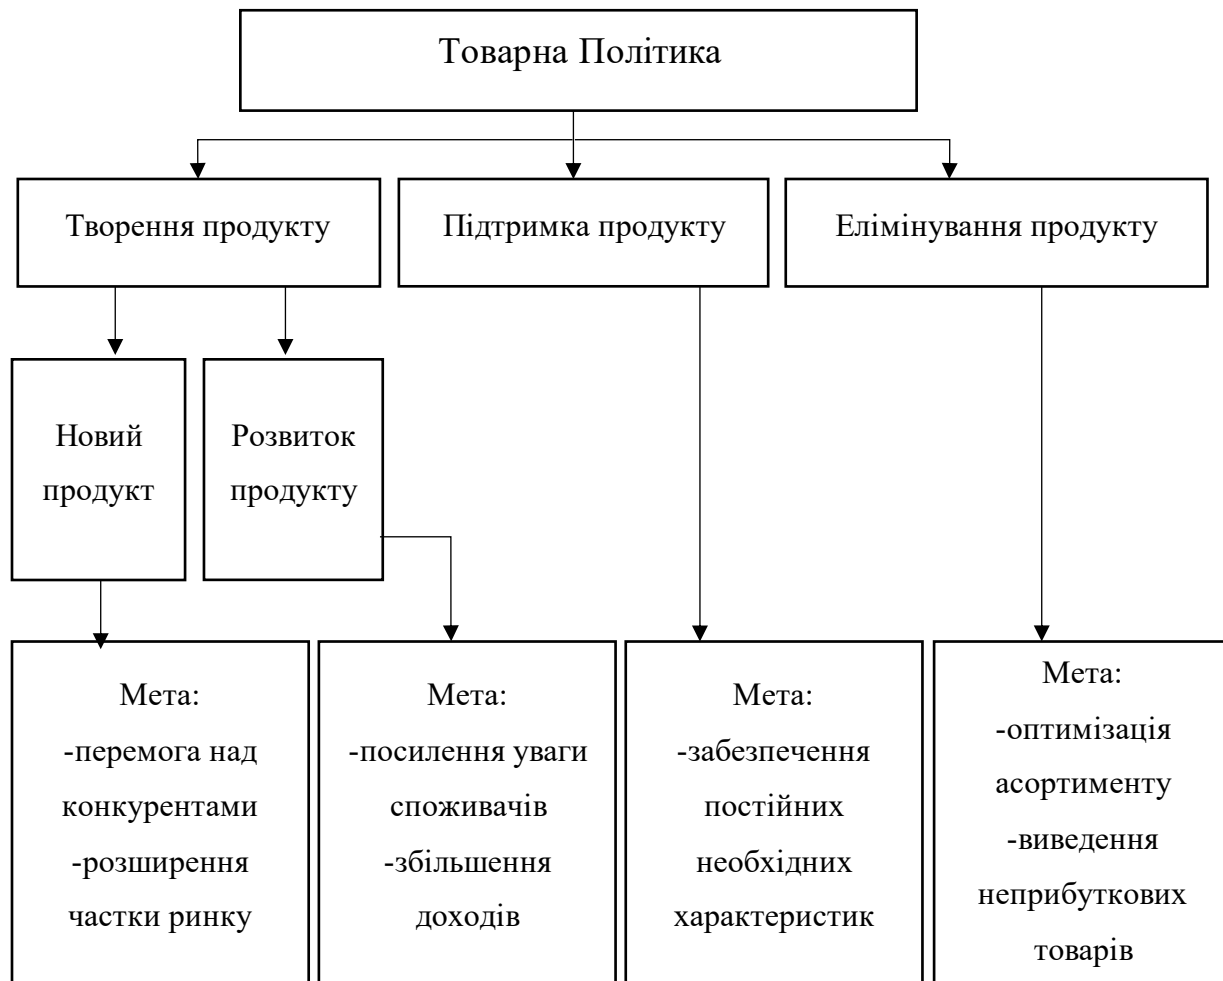 Товарна Політика
Творення продукту
Підтримка продукту
Елімінування продукту
Новий
продукт
Розвиток
продукту
Мета:
-перемога над
конкурентами
-розширення
частки ринку
Мета:
-посилення уваги
споживачів
-збільшення
доходів
Мета:
-забезпечення
постійних
необхідних
характеристик
Мета:
-оптимізація
асортименту
-виведення
неприбуткових
товарів